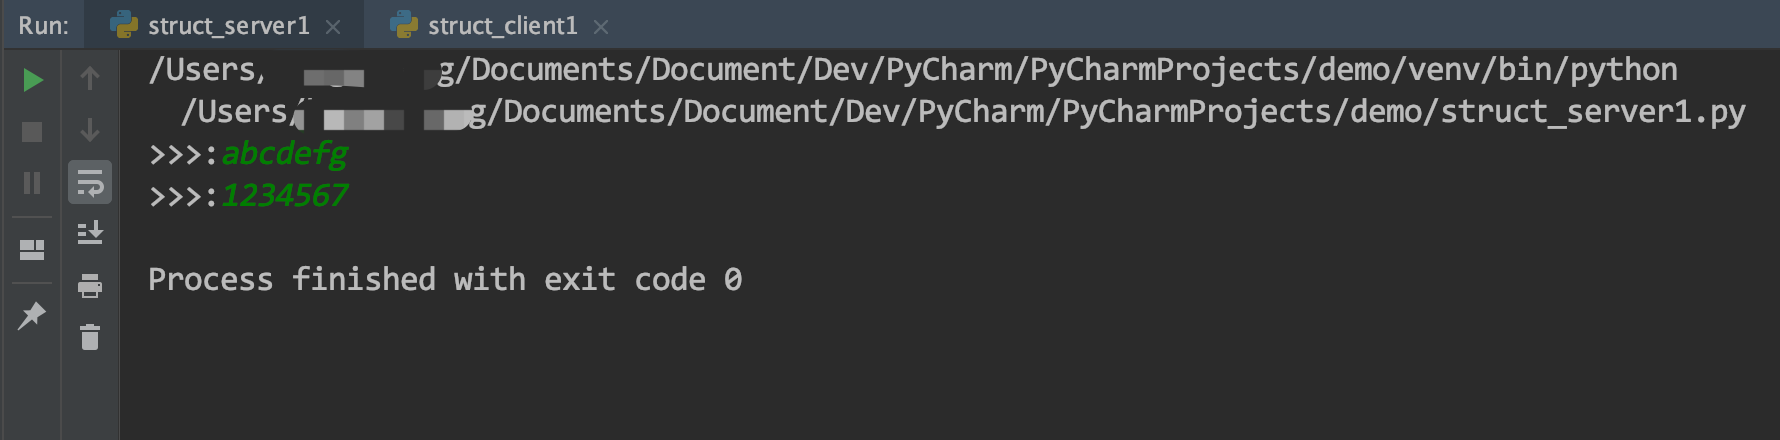 Run: struct_server1 struct_client1
/Users/ g/Documents/Document/Dev/PyCharm/PyCharmProjects/demo/venv/bin/python
/Users/ g/Documents/Document/Dev/PyCharm/PyCharmProjects/demo/struct_server1.py
>>>:abcdefg
>>>:1234567
Process finished with exit code 0